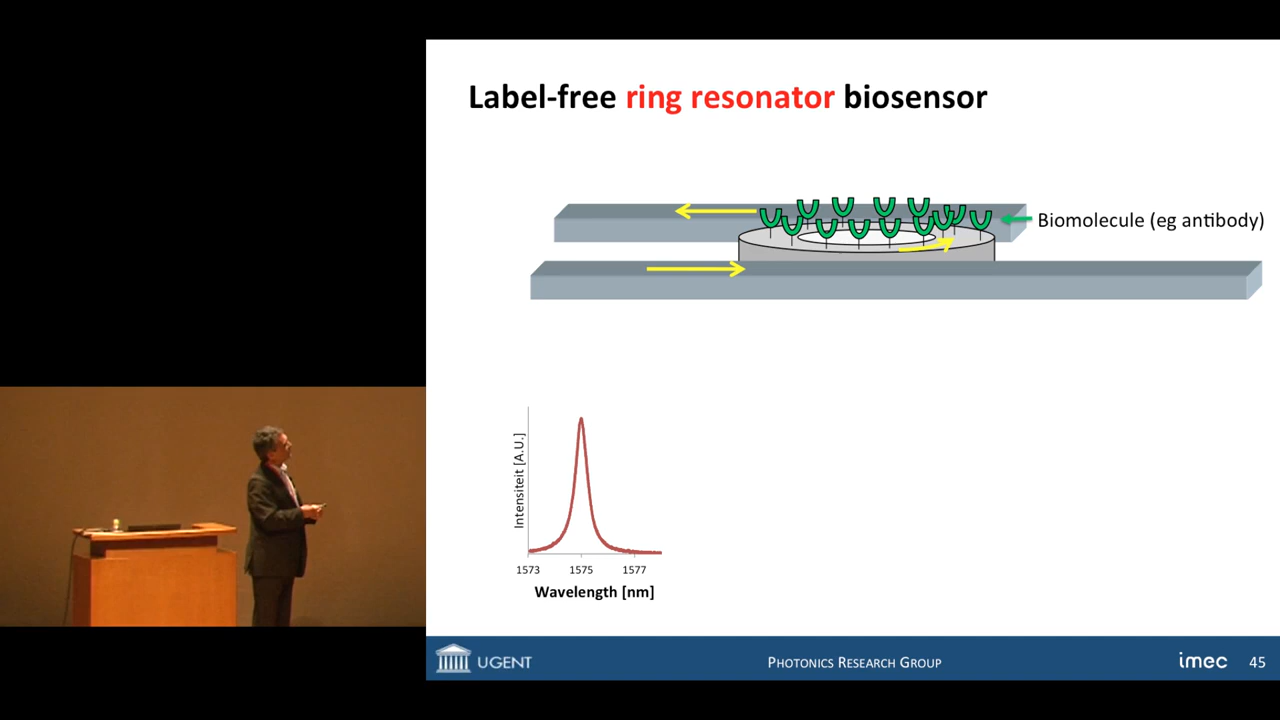 Label-free ring resonator biosensor
Biomolecule (eg antibody)
Intensiteit [A.U.]
1573 1575 1577
Wavelength [nm]
UGENT
PHOTONICS RESEARCH GROUP
imec
45